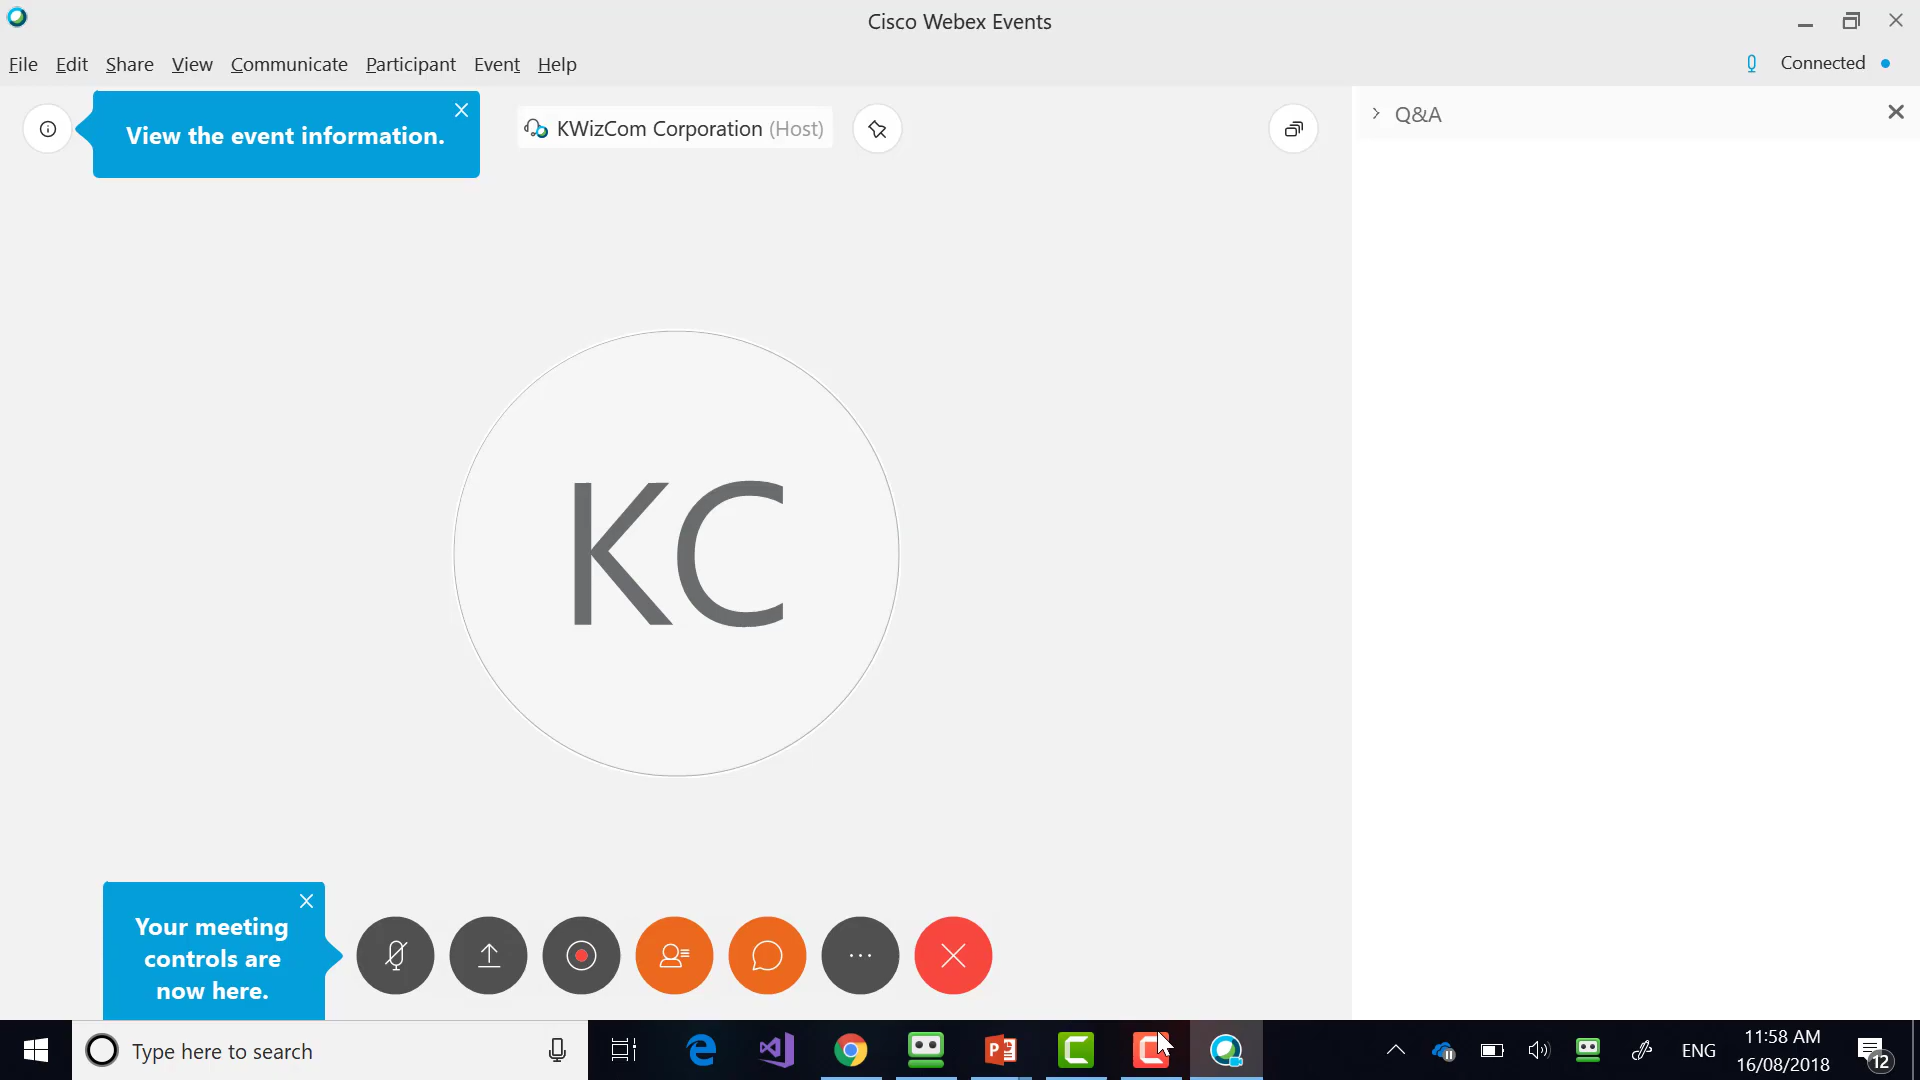 Cisco Webex Events
File Edit Share View Communicate Participant Event Help
Connected
View the event information.
KWizCom Corporation (Host)
Q&A
KC
Your meeting
controls are
now here.
Type here to search
ENG
11:58 AM
16/08/2018
12